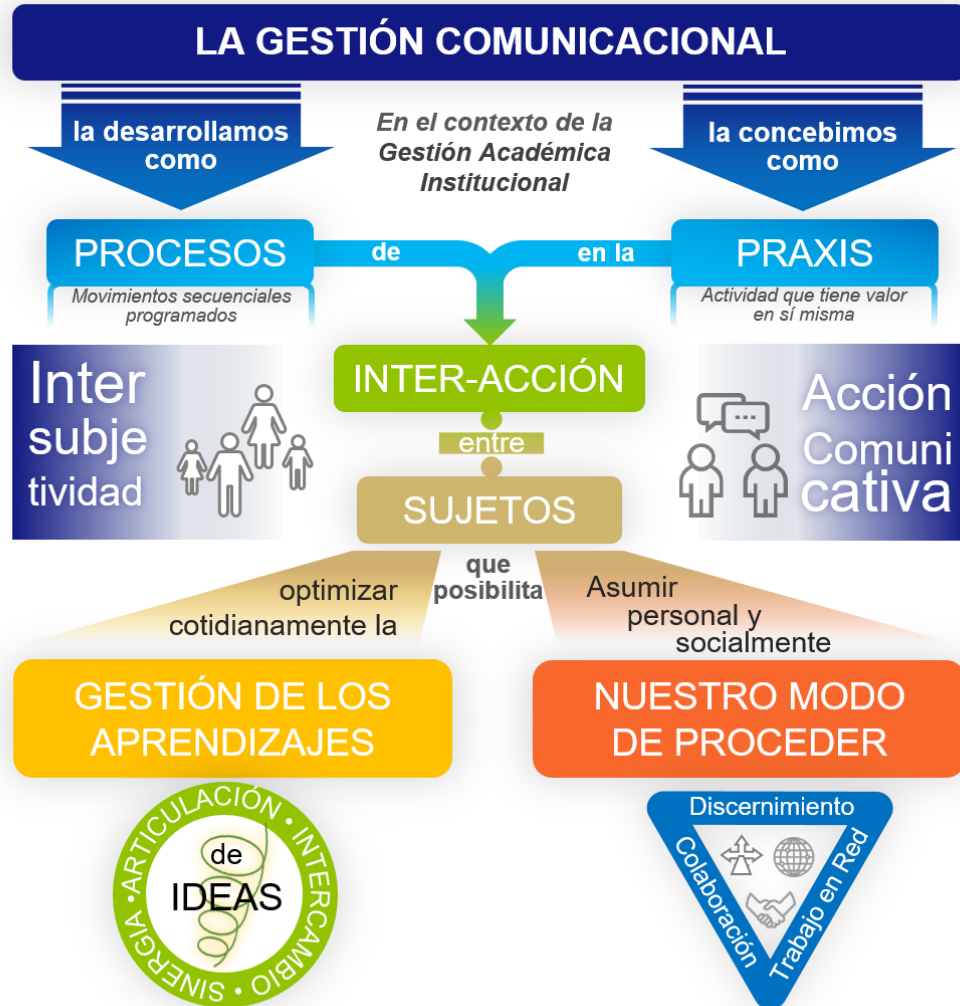 LA GESTIÓN COMUNICACIONAL
la desarrollamos
como
En el contexto de la
Gestión Académica
Institucional
la concebimos
como
PROCESOS
de
en la
PRAXIS
Movimientos secuenciales
programados
Actividad que tiene valor
en sí misma
Inter
subje
tividad
INTER-ACCIÓN
entre
SUJETOS
Acción
Comuni
cativa
que
posibilita
optimizar
cotidianamente la
Asumir
personal y
socialmente
GESTIÓN DE LOS
APRENDIZAJES
NUESTRO MODO
DE PROCEDER
SINERGIA • ARTICULACIÓN • INTERCAMBIO •
de
IDEAS
Discernimiento
Colaboración
Trabajo en Red